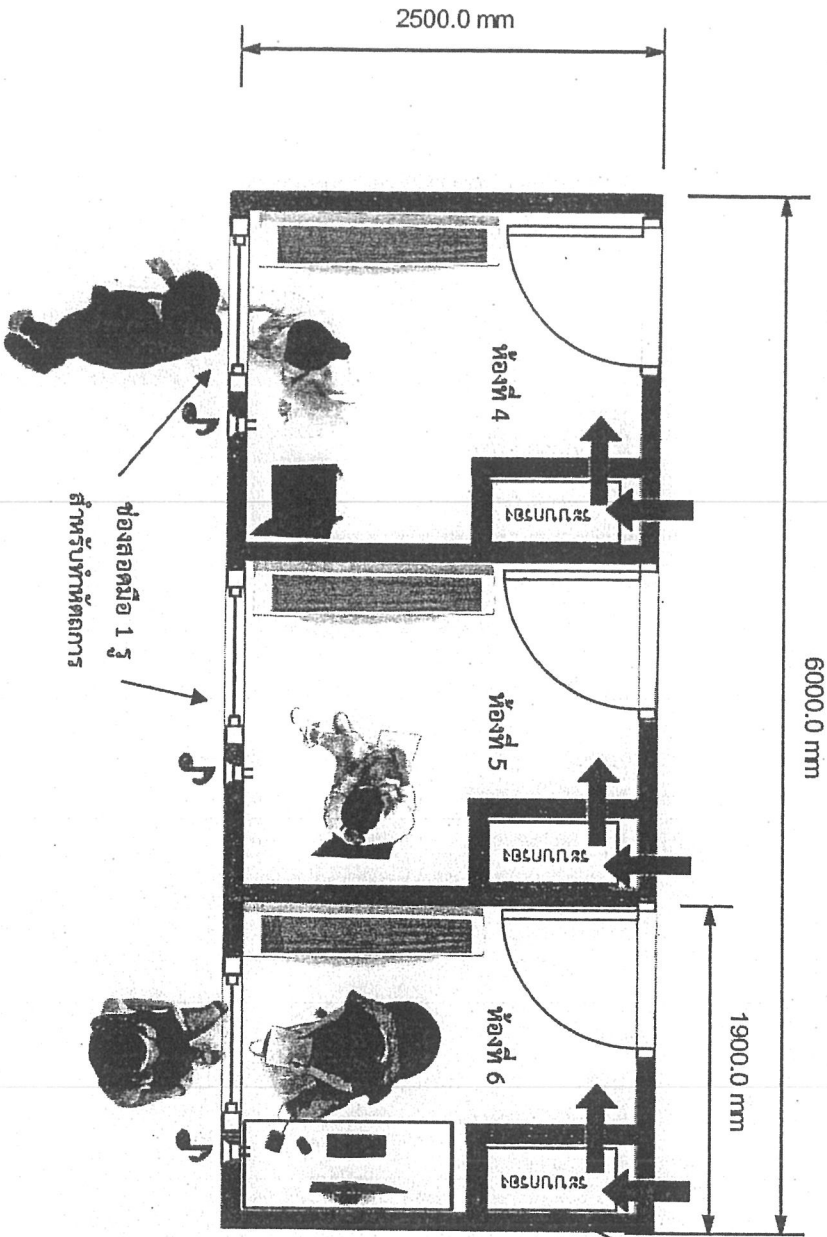 2500.0 mm
6000.0 mm
1900.0 mm
ห้องที่ 4
ห้องที่ 5
ห้องที่ 6
ระบบกรอง
ระบบกรอง
ระบบกรอง
ช่องสอดมือ 1 รู
สำหรับทำหัตถการ